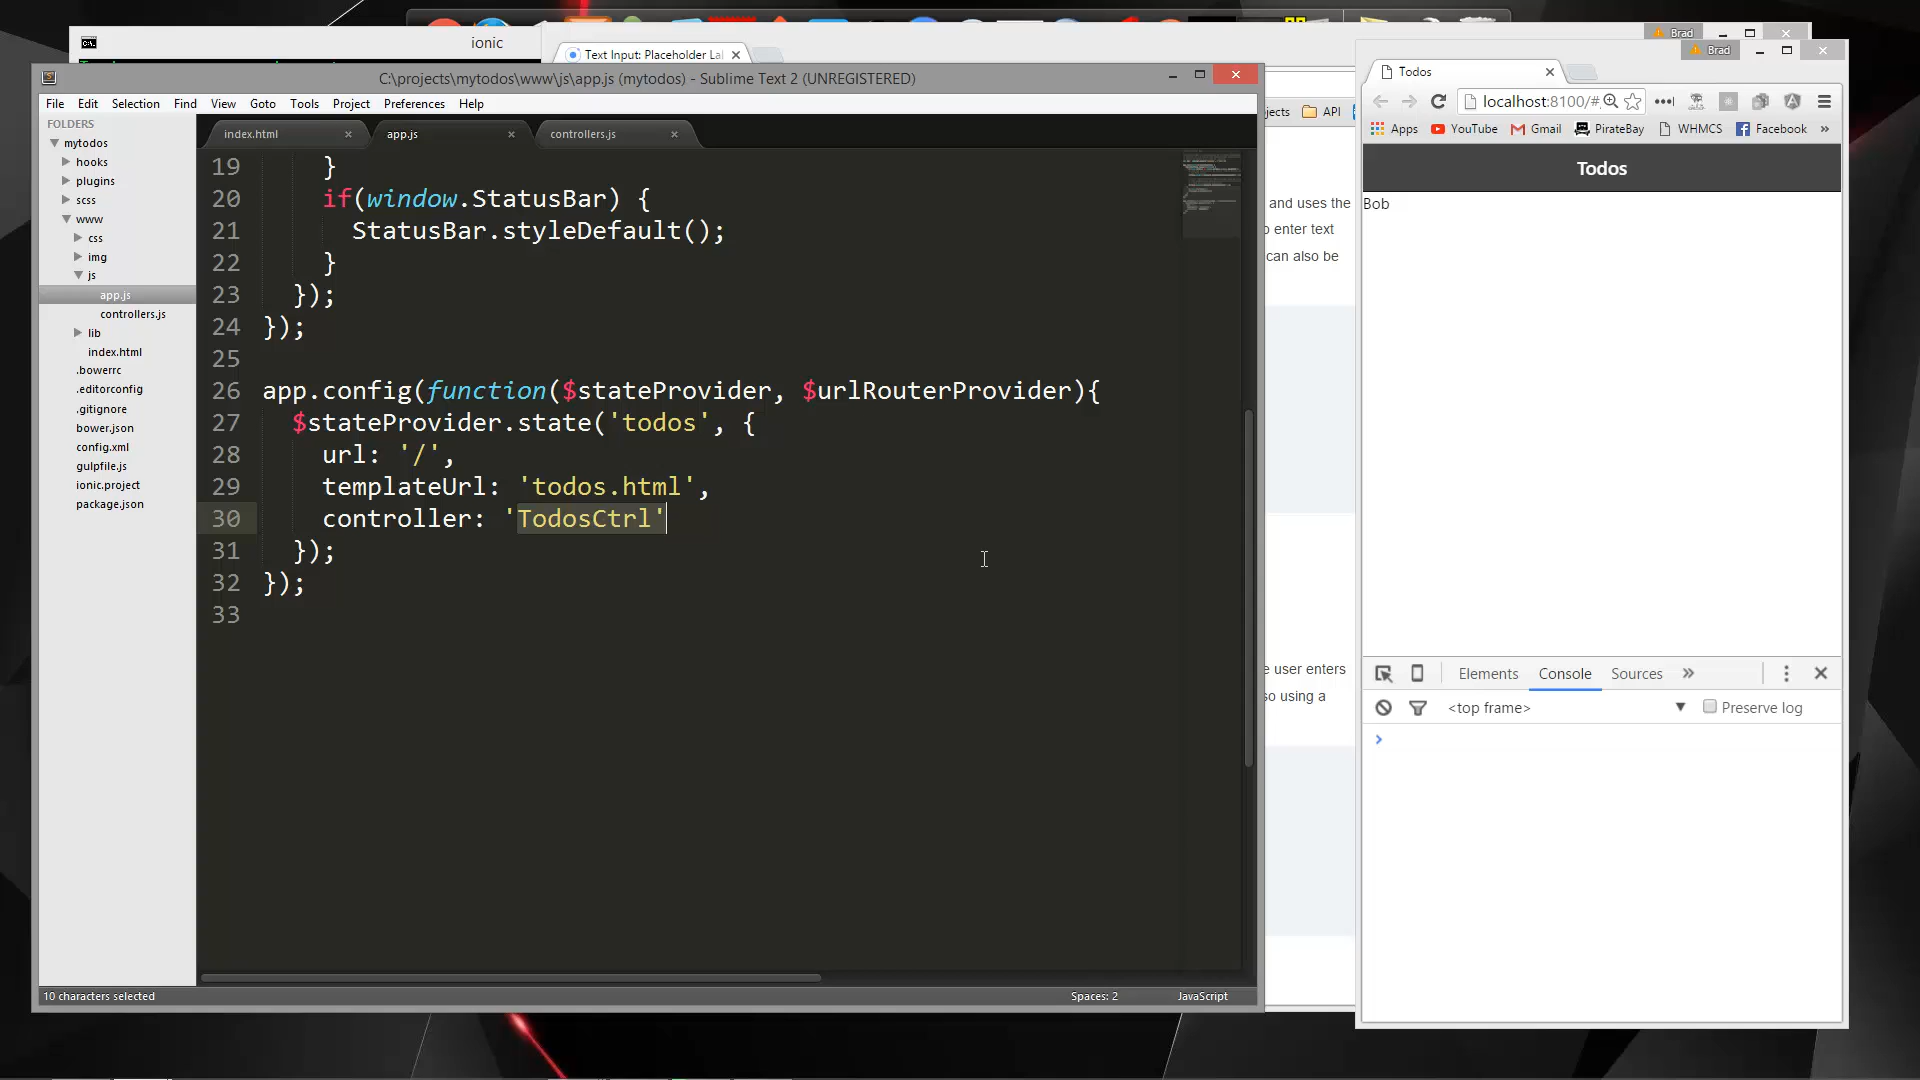 ionic
Text Input: Placeholder La
Brad
Brad
C:\projects\mytodos\www\js\app.js (mytodos) - Sublime Text 2 (UNREGISTERED)
File Edit Selection Find View Goto Tools Project Preferences Help
FOLDERS
mytodos
hooks
plugins
scss
www
css
img
js
app.js
controllers.js
lib
index.html
.bowerrc
.editorconfig
.gitignore
bower.json
config.xml
gulpfile.js
ionic.project
package.json
index.html app.js controllers.js
19 }
20 if(window.StatusBar) {
21 StatusBar.styleDefault();
22 }
23 });
24 });
25
26 app.config(function($stateProvider, $urlRouterProvider){
27 $stateProvider.state('todos', {
28 url: '/',
29 templateUrl: 'todos.html',
30 controller: 'TodosCtrl'
31 });
32 });
33
10 characters selected
Spaces: 2
JavaScript
jects API
and uses the
o enter text
can also be
e user enters
so using a
Todos
localhost:8100/#
Apps YouTube Gmail PirateBay WHMCS Facebook »
Todos
Bob
Elements Console Sources »
<top frame> Preserve log